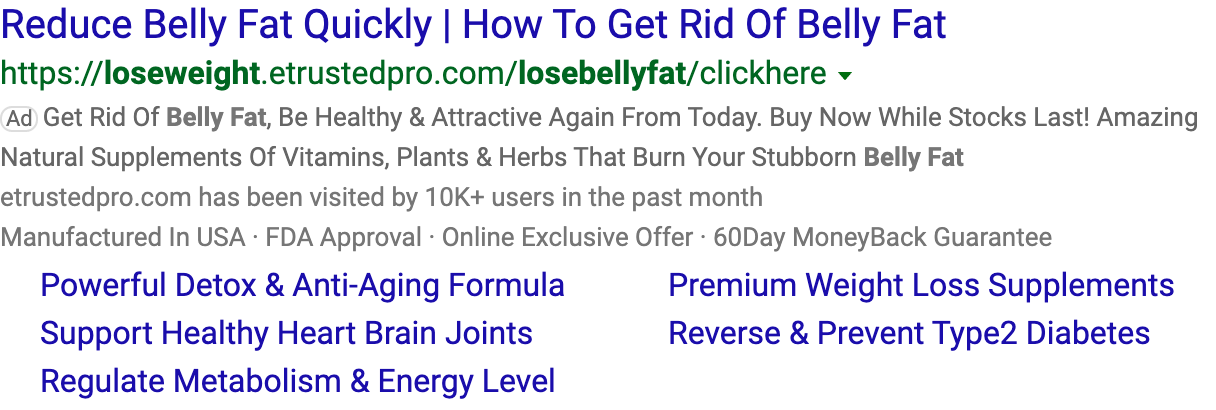 Reduce Belly Fat Quickly | How To Get Rid Of Belly Fat
https://loseweight.etrustedpro.com/losebellyfat/clickhere
Ad Get Rid Of Belly Fat, Be Healthy & Attractive Again From Today. Buy Now While Stocks Last! Amazing
Natural Supplements Of Vitamins, Plants & Herbs That Burn Your Stubborn Belly Fat
etrustedpro.com has been visited by 10K+ users in the past month
Manufactured In USA · FDA Approval · Online Exclusive Offer · 60Day MoneyBack Guarantee
Powerful Detox & Anti-Aging Formula
Premium Weight Loss Supplements
Support Healthy Heart Brain Joints
Reverse & Prevent Type2 Diabetes
Regulate Metabolism & Energy Level